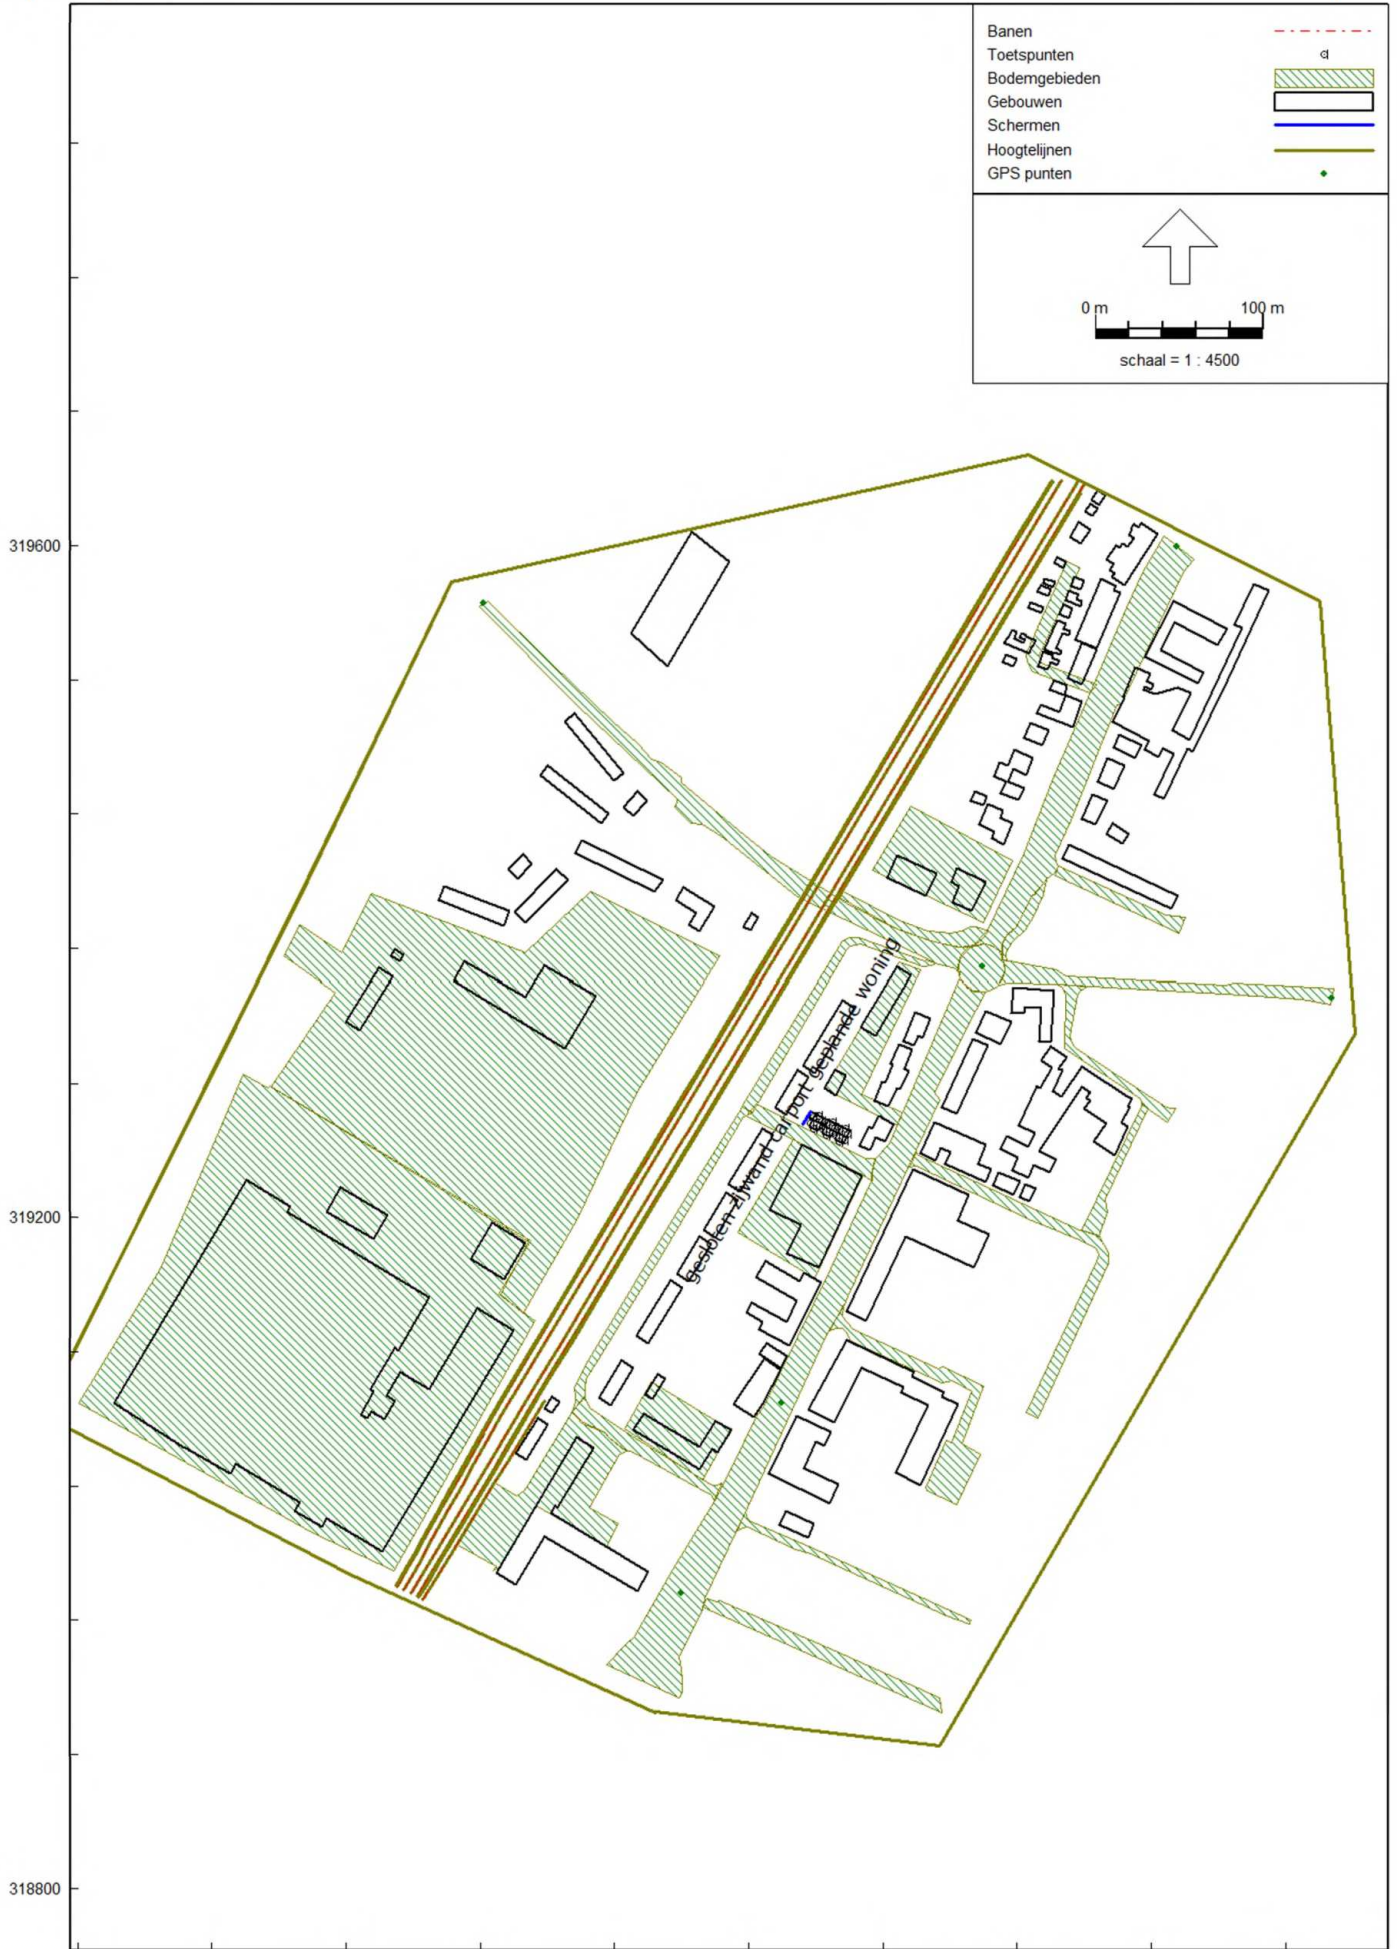 Banen
Toetspunten
Bodemgebieden
Gebouwen
Schermen
Hoogtelijnen
GPS punten
0 m 100 m
schaal = 1 : 4500
319600
gesloten zijwand carport geplande woning
319200
318800